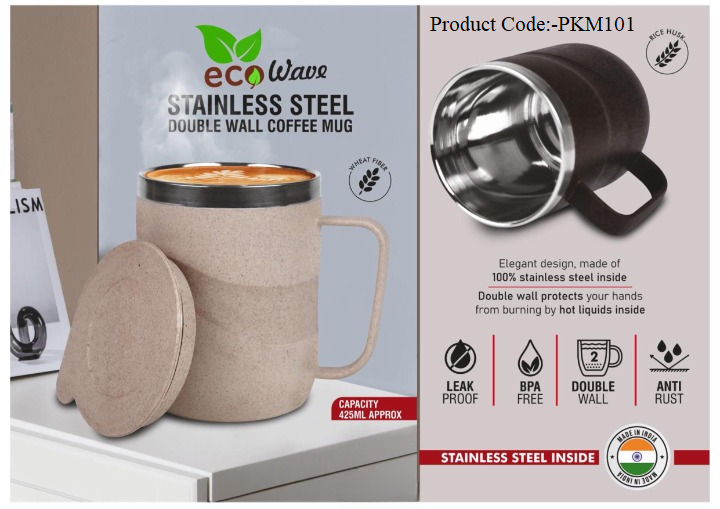 eco Wave
STAINLESS STEEL
DOUBLE WALL COFFEE MUG
WHEAT FIBER
LISM
CAPACITY
425ML APPROX
Product Code:-PKM101
RICE HUSK
Elegant design, made of
100% stainless steel inside
Double wall protects your hands
from burning by hot liquids inside
LEAK
PROOF
BPA
FREE
2
DOUBLE
WALL
ANTI
RUST
STAINLESS STEEL INSIDE
MADE IN INDIA
MADE IN INDIA